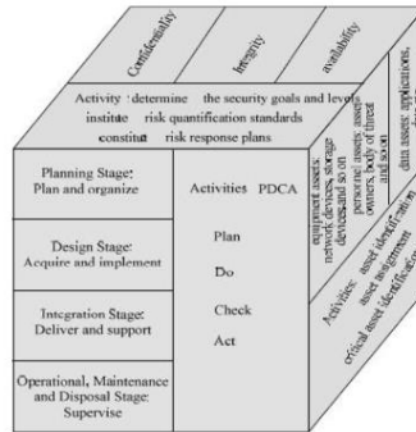 Confidentiality
Integrity
availability
Activity : determine the security goals and levels
institute risk quantification standards
constitute risk response plans
Planning Stage:
Plan and organize
Design Stage:
Acquire and implement
Integration Stage:
Deliver and support
Operational, Maintenance
and Disposal Stage:
Supervise
Activities: PDCA
Plan
Do
Check
Act
equipment assets:
network devices, storage
devices and so on
personnel assets: assets
owners, body of threat
and so on
data assets: applications,
Activities: asset identification
asset assignment
critical asset identification